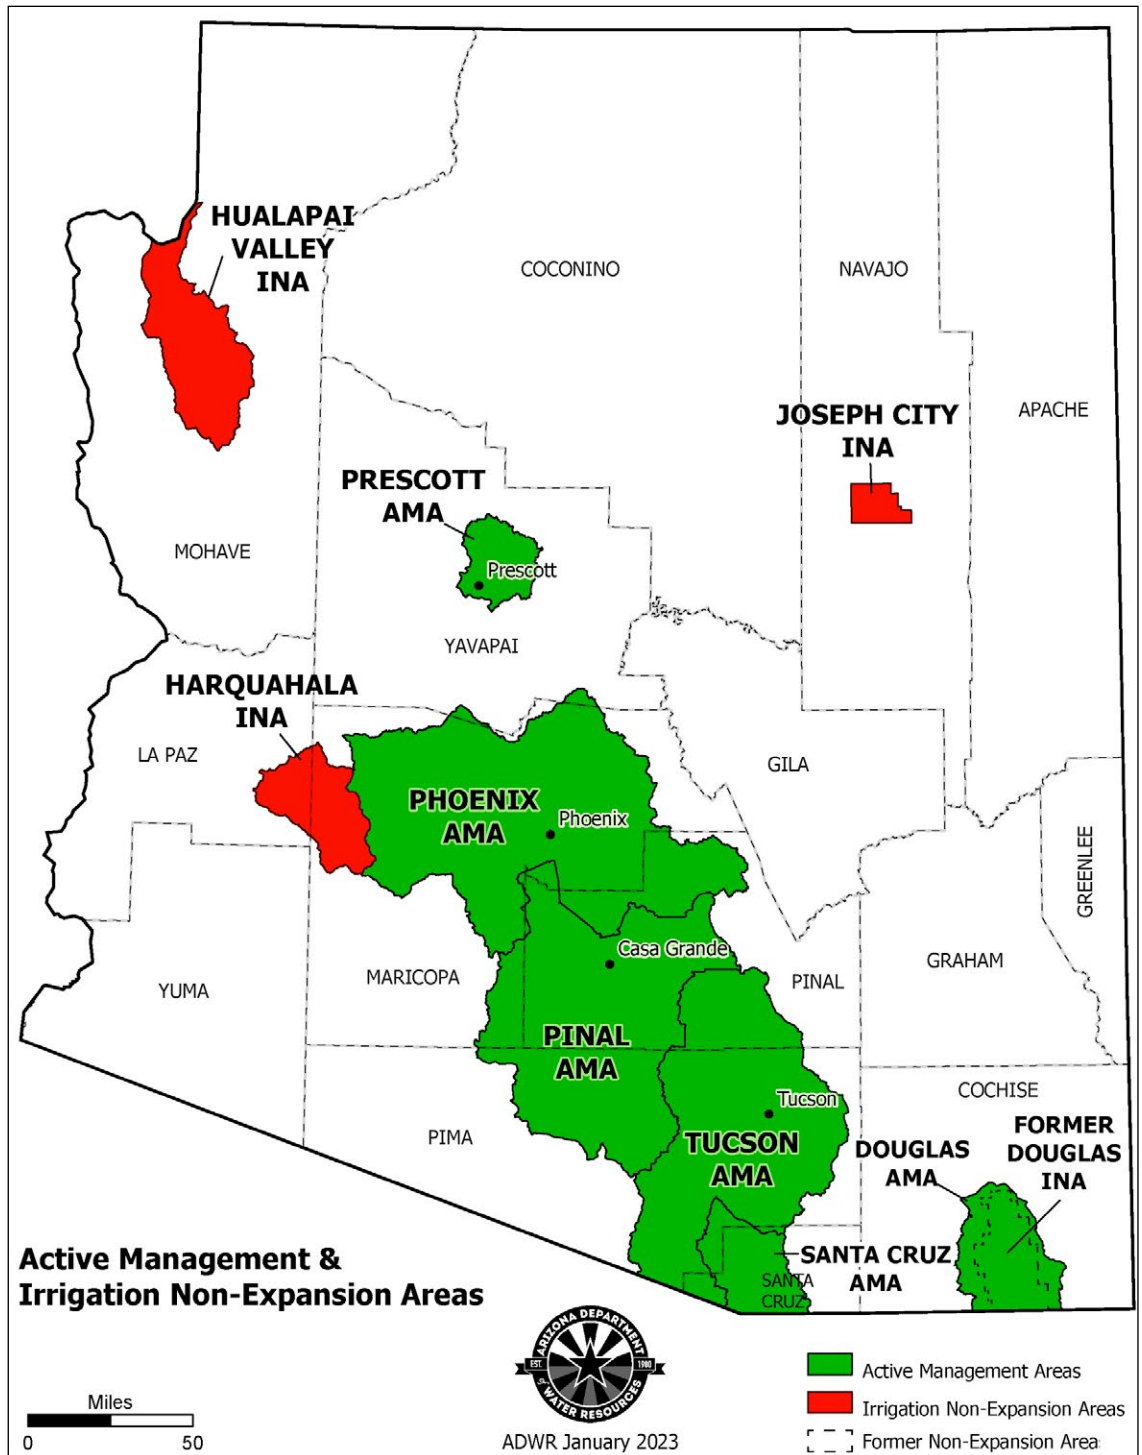 HUALAPAI
VALLEY
INA
COCONINO
NAVAJO
JOSEPH CITY
INA
APACHE
PRESCOTT
AMA
Prescott
MOHAVE
YAVAPAI
HARQUAHALA
INA
LA PAZ
GILA
PHOENIX
AMA
Phoenix
GREENLEE
Casa Grande
GRAHAM
MARICOPA
PINAL
YUMA
PINAL
AMA
COCHISE
Tucson
PIMA
TUCSON
AMA
DOUGLAS
AMA
FORMER
DOUGLAS
INA
SANTA CRUZ
AMA
SANTA
CRUZ
Active Management &
Irrigation Non-Expansion Areas
ARIZONA DEPARTMENT
EST. 1980
of WATER RESOURCES
ADWR January 2023
Miles
0 50
Active Management Areas
Irrigation Non-Expansion Areas
Former Non-Expansion Area